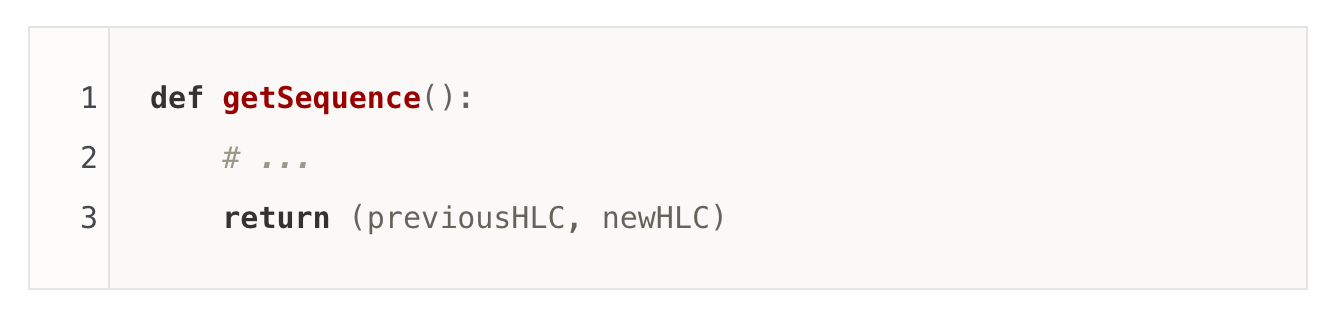 1 def getSequence():
2     # ...
3     return (previousHLC, newHLC)